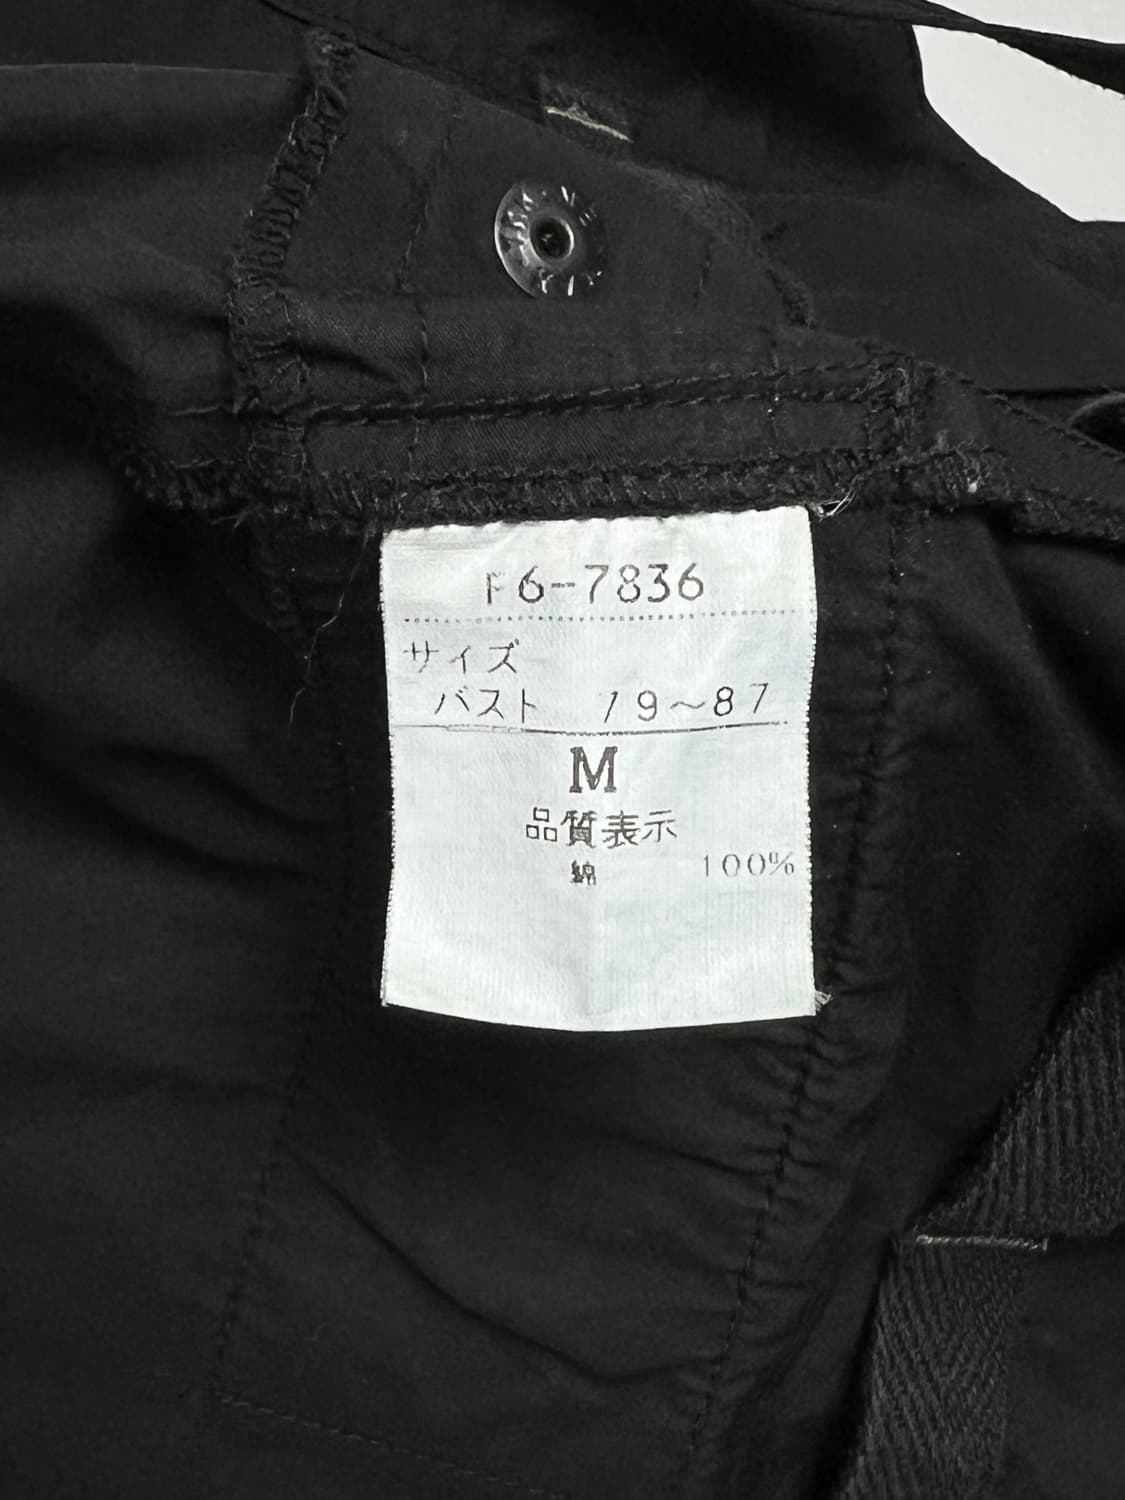 F6-7836
サイズ
バスト 79～87
M
品質表示
綿 100%